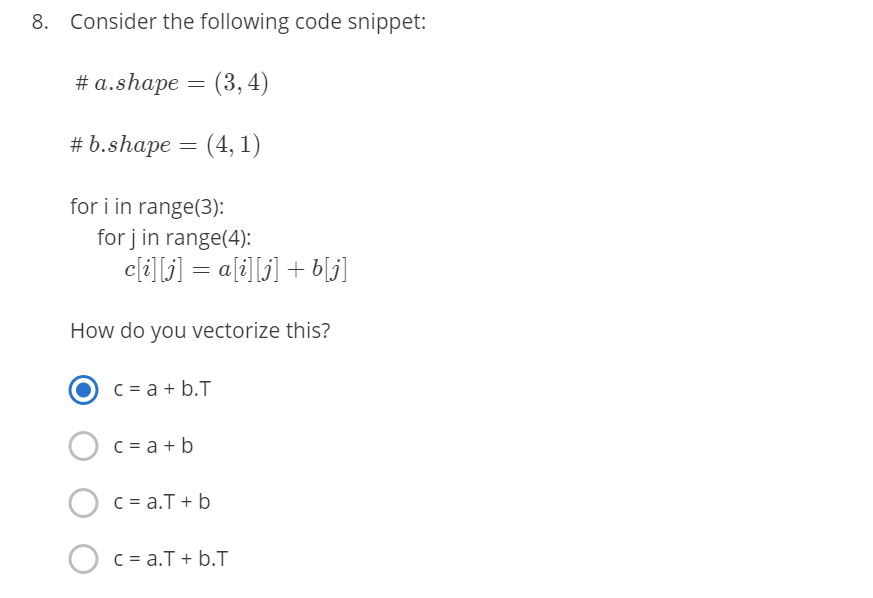 8. Consider the following code snippet:
# a.shape = (3, 4)
# b.shape = (4, 1)
for i in range(3):
for j in range(4):
c[i][j] = a[i][j] + b[j]
How do you vectorize this?
c = a + b.T
c = a + b
c = a.T + b
c = a.T + b.T